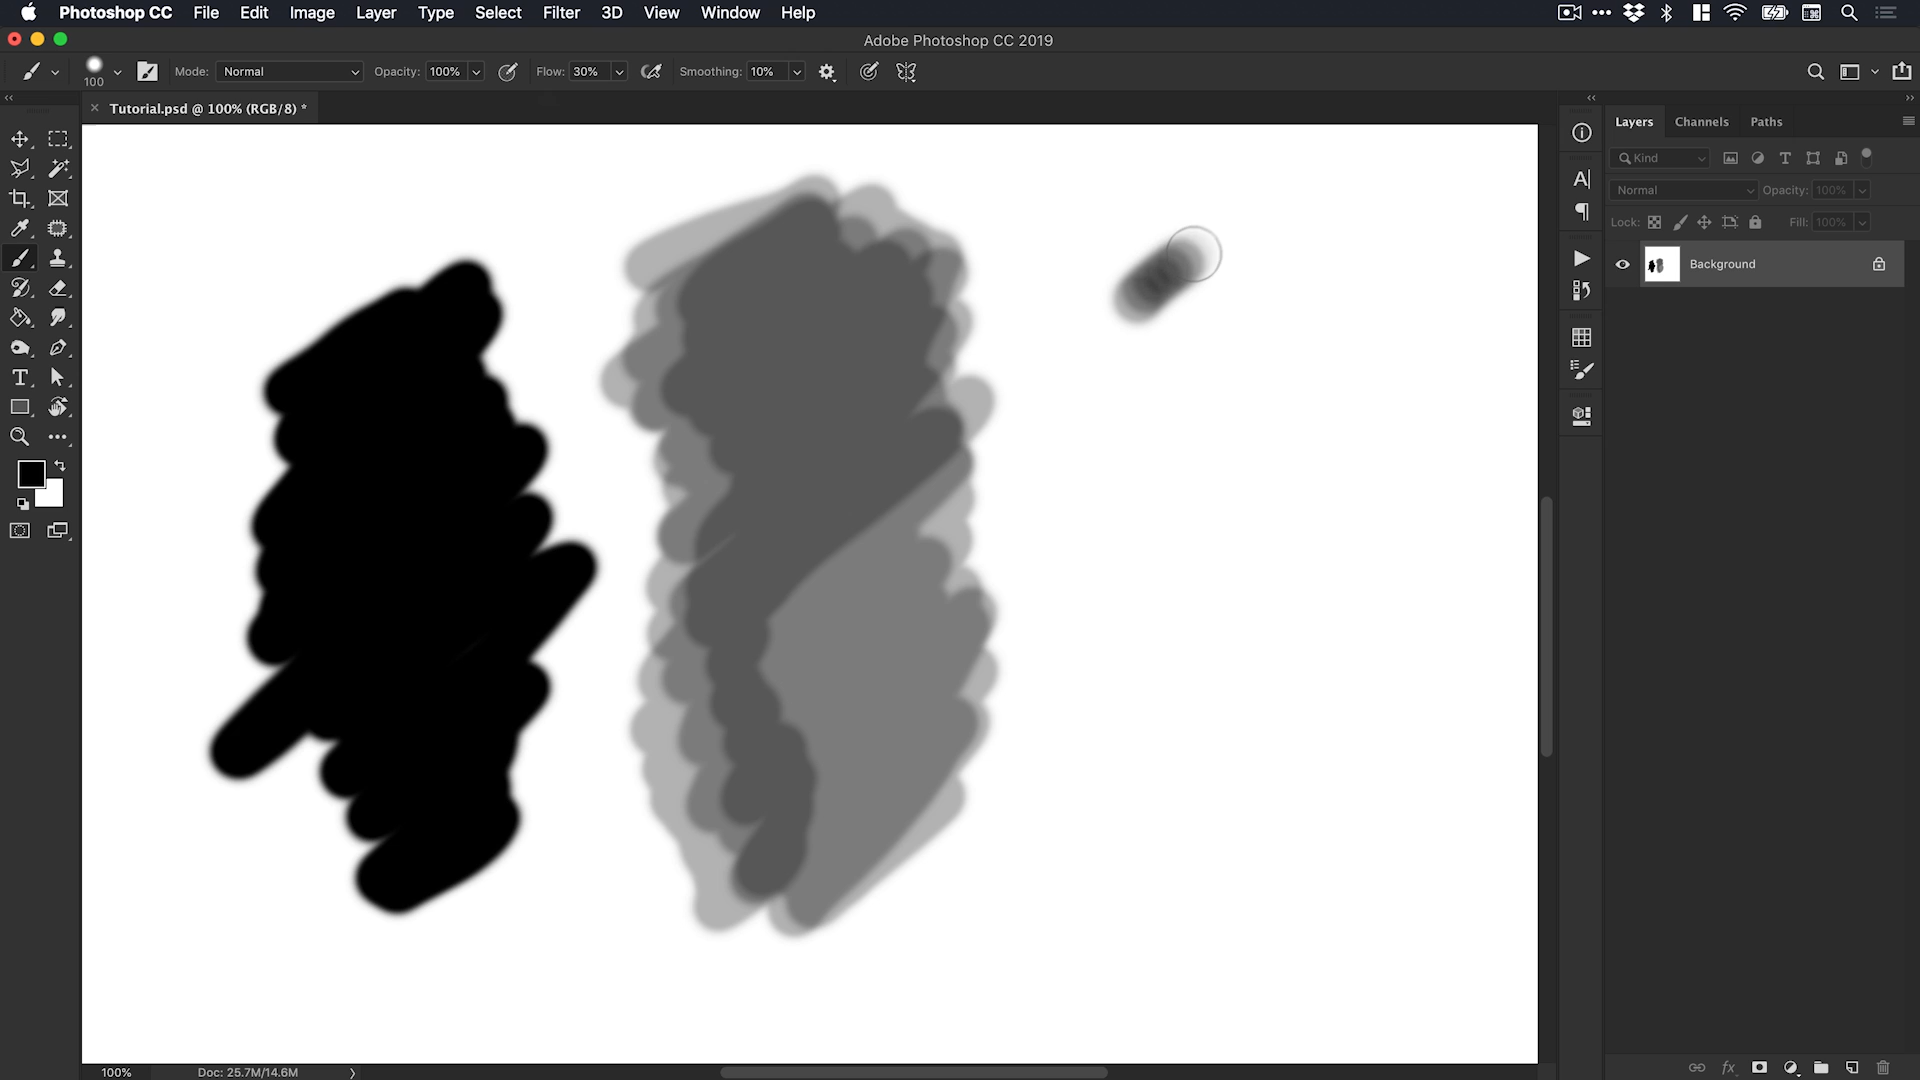 Photoshop CC File Edit Image Layer Type Select Filter 3D View Window Help
Adobe Photoshop CC 2019
100 Mode: Normal Opacity: 100% Flow: 30% Smoothing: 10%
Tutorial.psd @ 100% (RGB/8) *
Layers Channels Paths
Kind
Normal Opacity: 100%
Lock: Fill: 100%
Background
100% Doc: 25.7M/14.6M